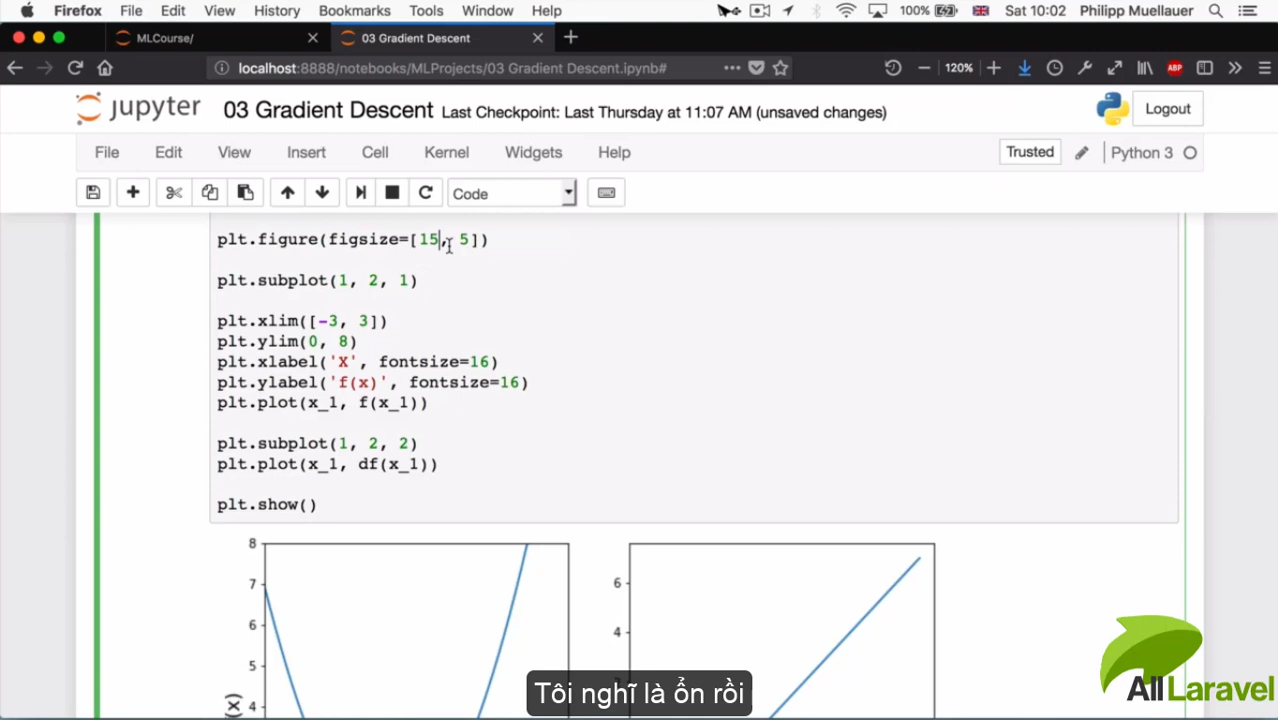 Firefox File Edit View History Bookmarks Tools Window Help 100% Sat 10:02 Philipp Muellauer
MLCourse/ 03 Gradient Descent
localhost:8888/notebooks/MLProjects/03 Gradient Descent.ipynb# 120% ABP
jupyter 03 Gradient Descent Last Checkpoint: Last Thursday at 11:07 AM (unsaved changes) Logout
File Edit View Insert Cell Kernel Widgets Help Trusted Python 3
Code
plt.figure(figsize=[15, 5])
plt.subplot(1, 2, 1)
plt.xlim([-3, 3])
plt.ylim(0, 8)
plt.xlabel('X', fontsize=16)
plt.ylabel('f(x)', fontsize=16)
plt.plot(x_1, f(x_1))
plt.subplot(1, 2, 2)
plt.plot(x_1, df(x_1))
plt.show()
8
7
6
5
4
(x)
6
4
Tôi nghĩ là ổn rồi
AllLaravel